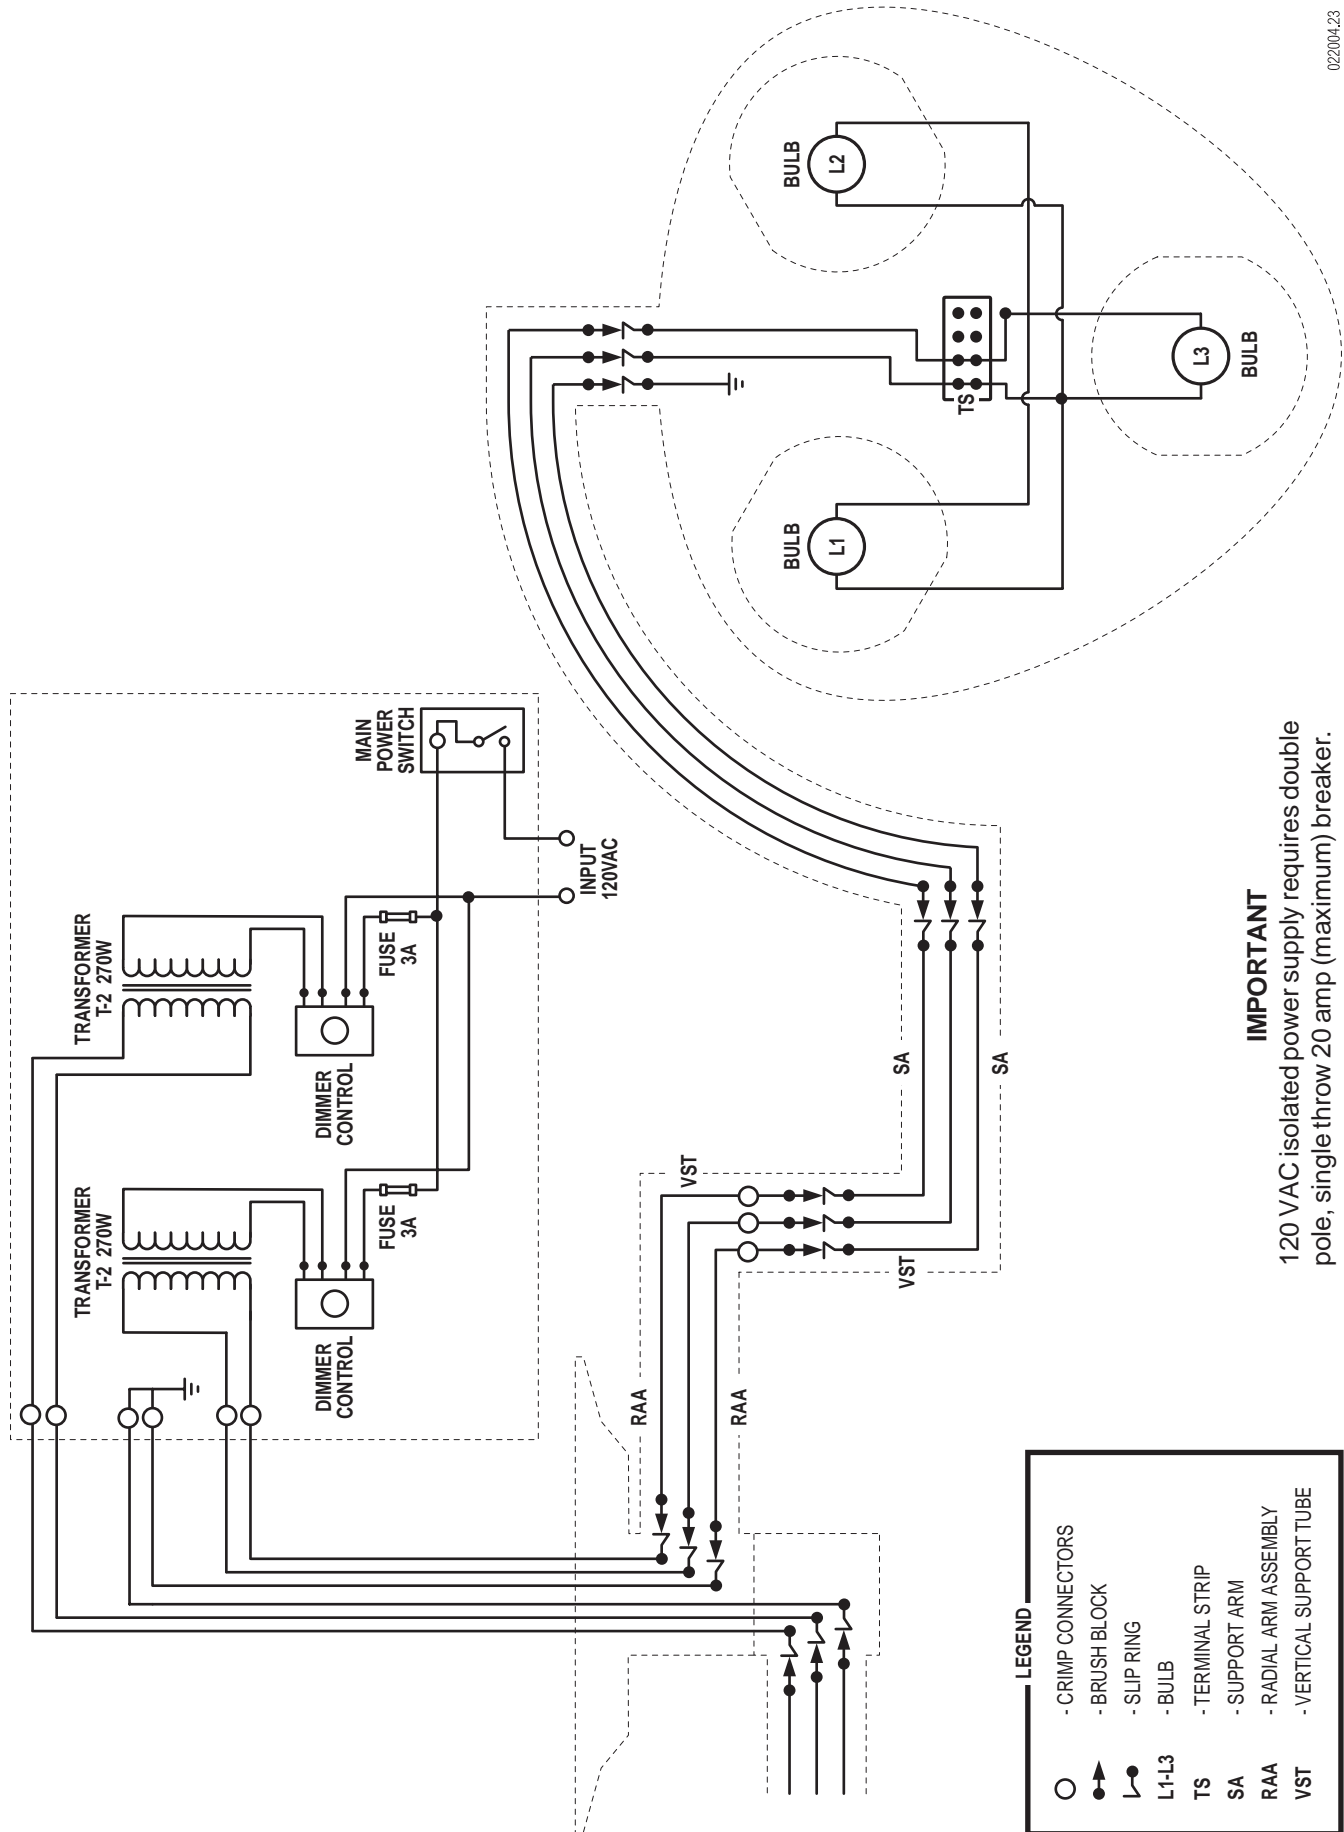 TRANSFORMER
T-2 270W
TRANSFORMER
T-2 270W
DIMMER
CONTROL
FUSE
3A
DIMMER
CONTROL
FUSE
3A
MAIN
POWER
SWITCH
INPUT
120VAC
RAA
RAA
VST
VST
SA
SA
BULB
L1
BULB
L2
TS
L3
BULB
LEGEND
- CRIMP CONNECTORS
- BRUSH BLOCK
- SLIP RING
L1-L3 - BULB
TS - TERMINAL STRIP
SA - SUPPORT ARM
RAA - RADIAL ARM ASSEMBLY
VST - VERTICAL SUPPORT TUBE
IMPORTANT
120 VAC isolated power supply requires double
pole, single throw 20 amp (maximum) breaker.
022004.23